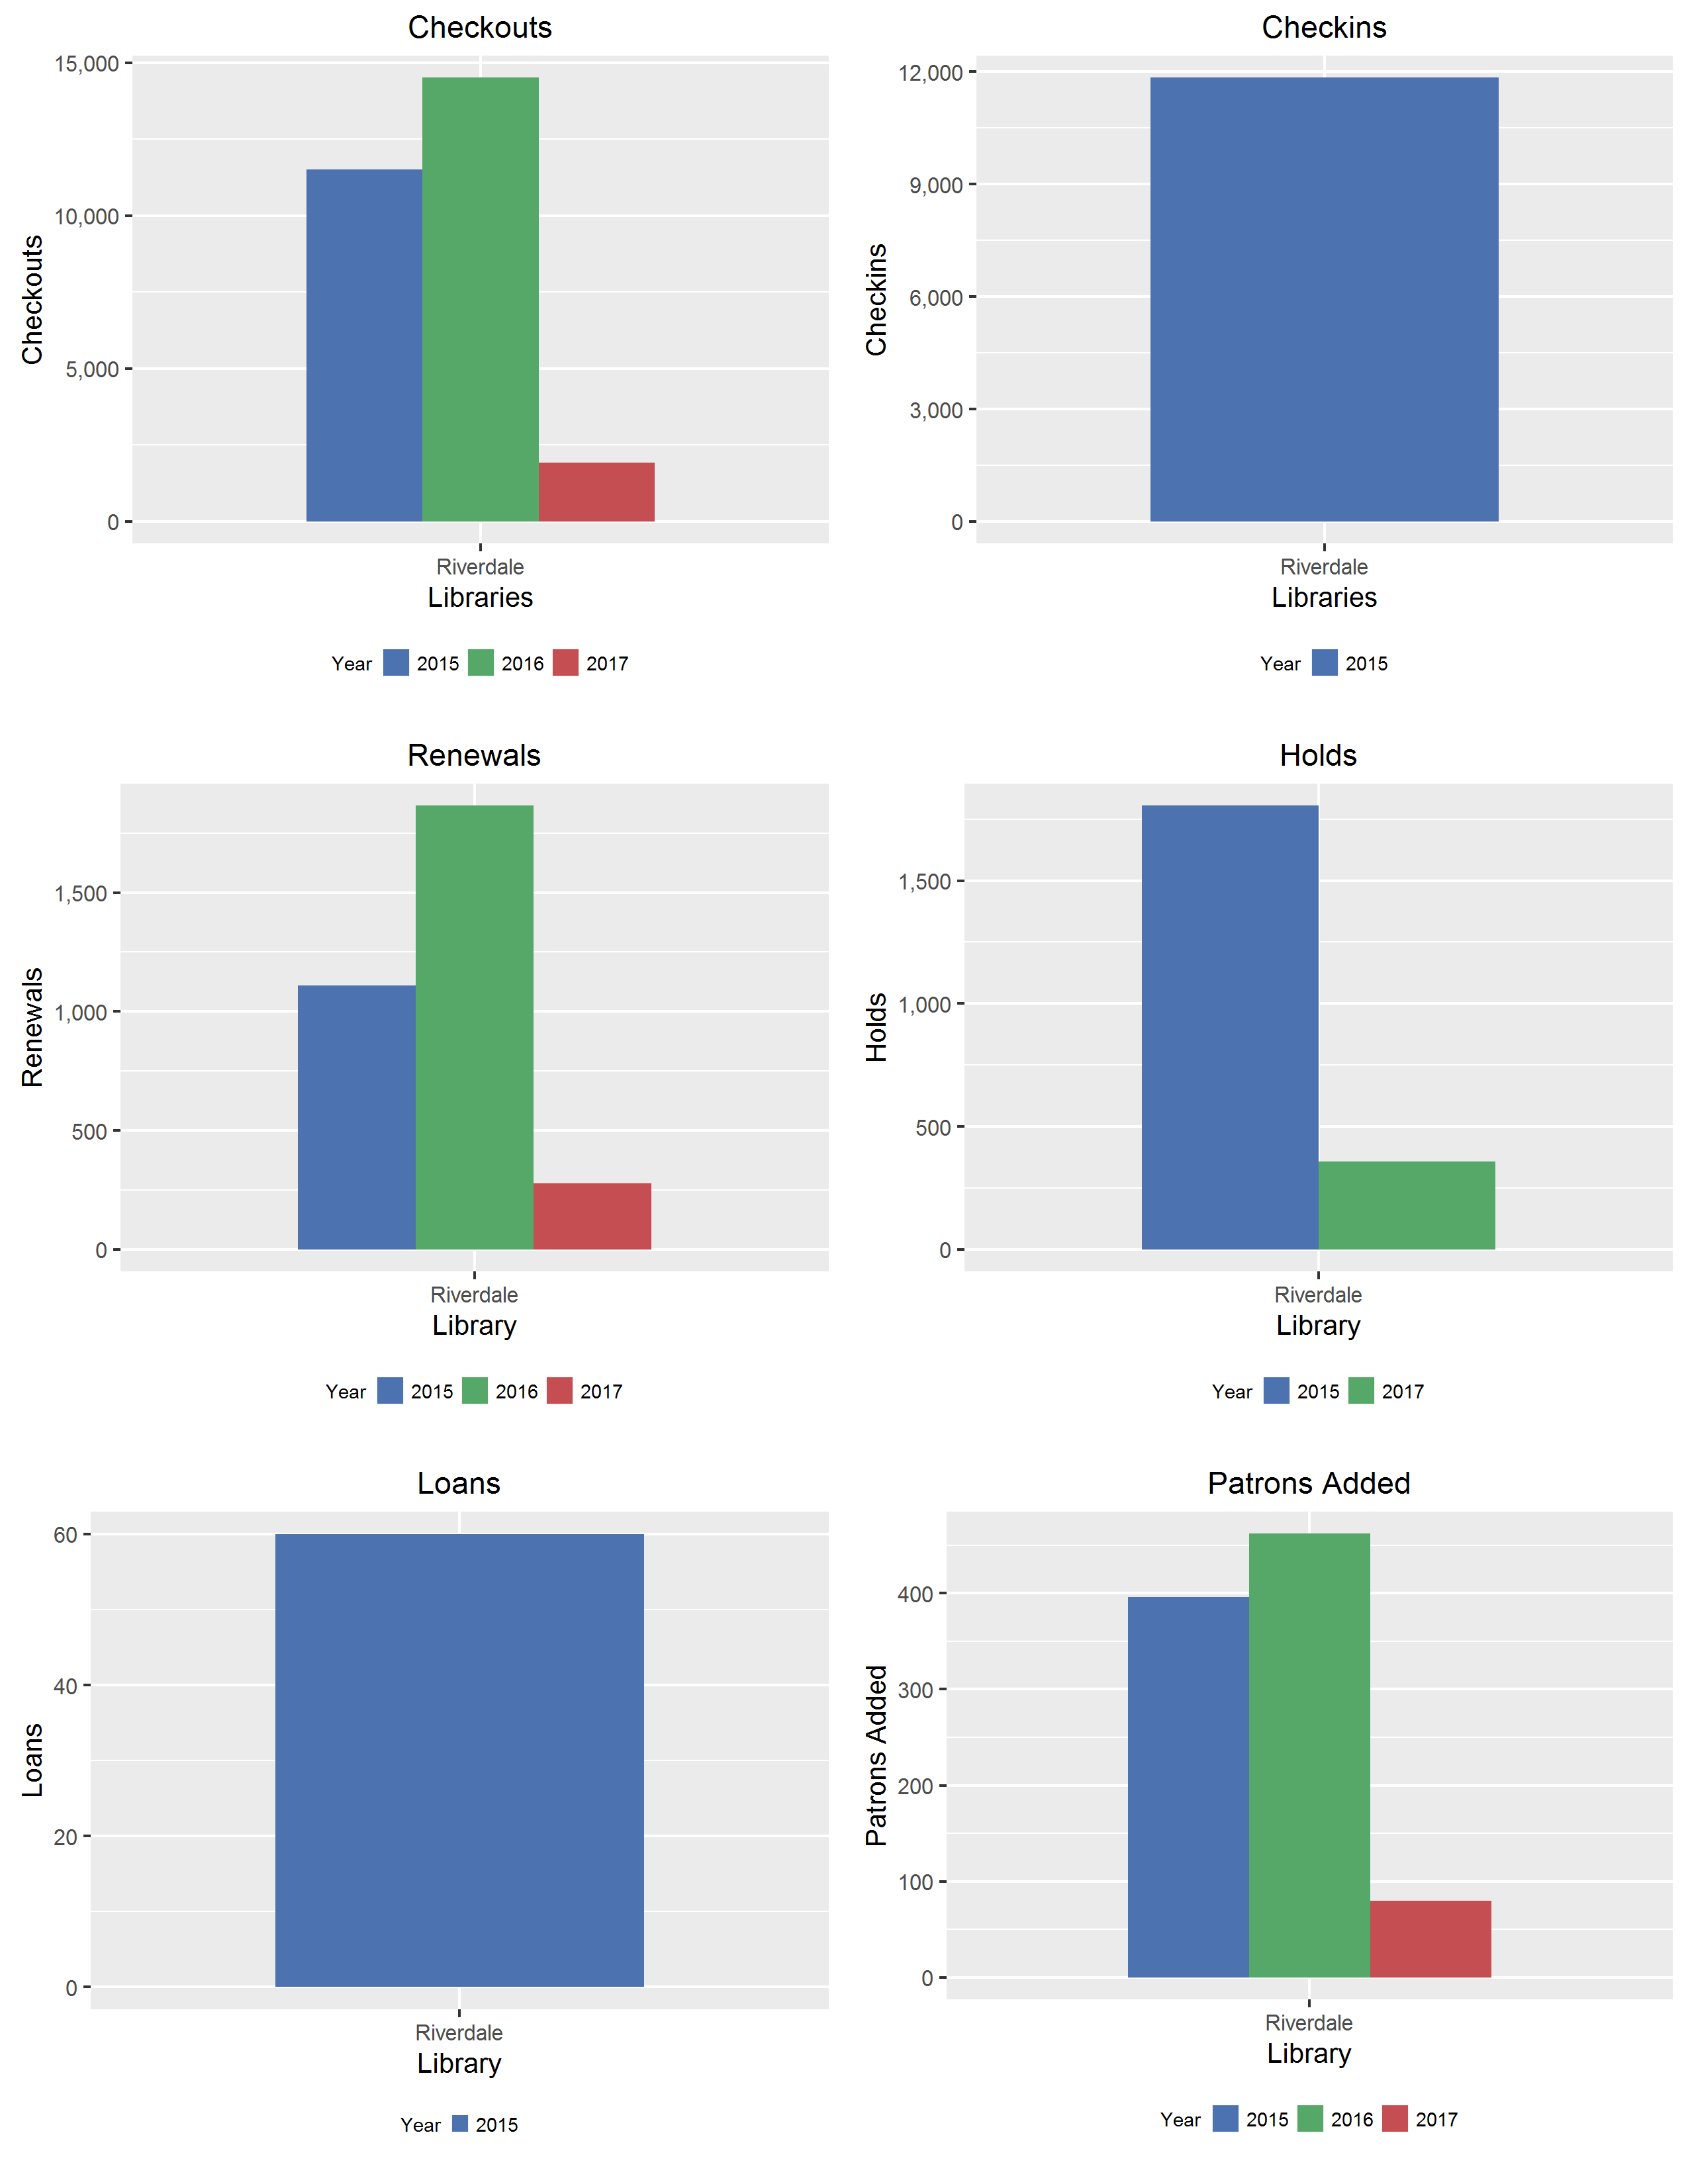 Checkouts
15,000
10,000
5,000
0
Checkouts
Riverdale
Libraries
Year 2015 2016 2017
Checkins
12,000
9,000
6,000
3,000
0
Checkins
Riverdale
Libraries
Year 2015
Renewals
1,500
1,000
500
0
Renewals
Riverdale
Library
Year 2015 2016 2017
Holds
1,500
1,000
500
0
Holds
Riverdale
Library
Year 2015 2017
Loans
60
40
20
0
Loans
Riverdale
Library
Year 2015
Patrons Added
400
300
200
100
0
Patrons Added
Riverdale
Library
Year 2015 2016 2017